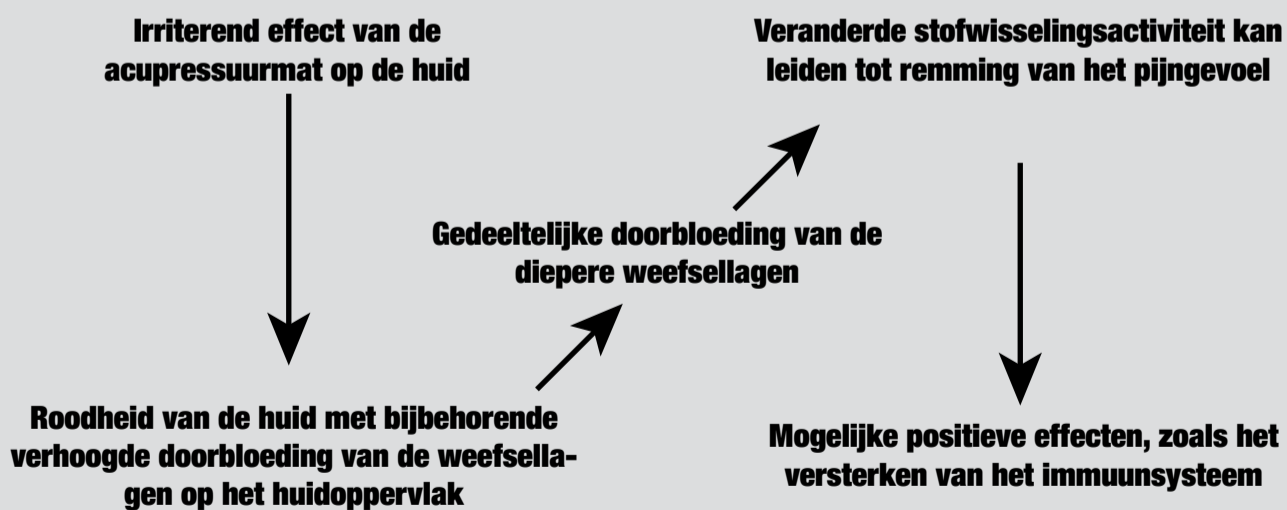 Irriterend effect van de
acupressuurmat op de huid
Roodheid van de huid met bijbehorende
verhoogde doorbloeding van de weefsella-
gen op het huidoppervlak
Gedeeltelijke doorbloeding van de
diepere weefsellagen
Veranderde stofwisselingsactiviteit kan
leiden tot remming van het pijngevoel
Mogelijke positieve effecten, zoals het
versterken van het immuunsysteem